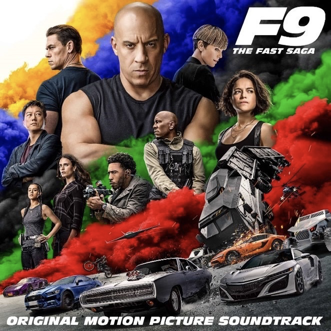 F9
THE FAST SAGA
ORIGINAL MOTION PICTURE SOUNDTRACK